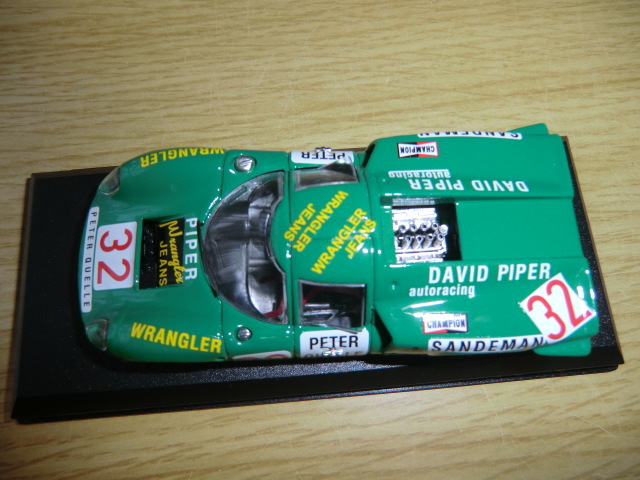 SANDEMAN
CHAMPION
DAVID PIPER
autoracing
PETER
WRANGLER
WRANGLER
JEANS
WRANGLER
JEANS
PETER QUELLE
32
PIPER
Wrangler
JEANS
DAVID PIPER
autoracing
32
CHAMPION
WRANGLER
PETER
SANDEMAN